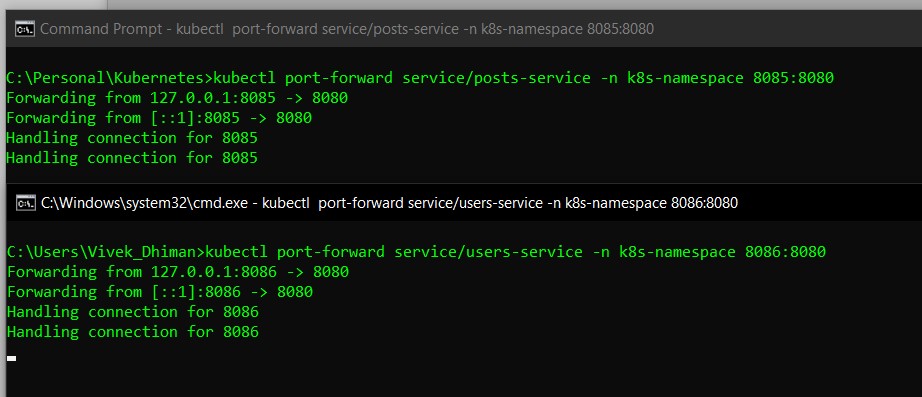 Command Prompt - kubectl  port-forward service/posts-service -n k8s-namespace 8085:8080
C:\Personal\Kubernetes>kubectl port-forward service/posts-service -n k8s-namespace 8085:8080
Forwarding from 127.0.0.1:8085 -> 8080
Forwarding from [::1]:8085 -> 8080
Handling connection for 8085
Handling connection for 8085
C:\Windows\system32\cmd.exe - kubectl  port-forward service/users-service -n k8s-namespace 8086:8080
C:\Users\Vivek_Dhiman>kubectl port-forward service/users-service -n k8s-namespace 8086:8080
Forwarding from 127.0.0.1:8086 -> 8080
Forwarding from [::1]:8086 -> 8080
Handling connection for 8086
Handling connection for 8086